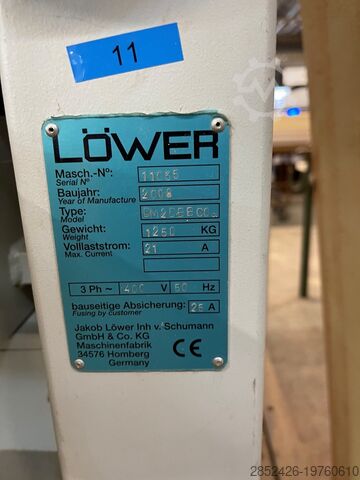 11
LÖWER
Masch.-Nº: 11065
Serial Nº
Baujahr: 2008
Year of Manufacture
Type:
Model
Gewicht: 1250 KG
Weight
Volllaststrom: 21 A
Max. Current
3 Ph ~ 400 V 50 Hz
bauseitige Absicherung: 25 A
Fusing by customer
Jakob Löwer Inh v. Schumann
GmbH & Co. KG
Maschinenfabrik
34576 Homberg
Germany
CE
2852426-19760610